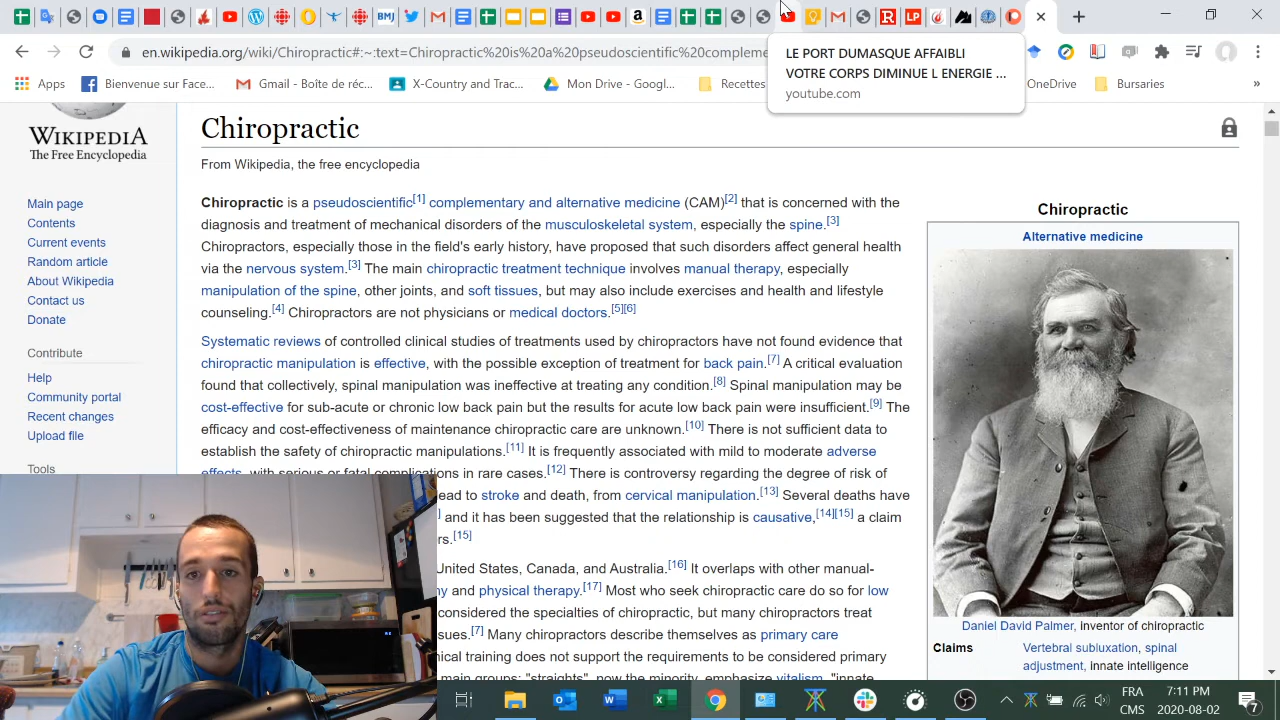 BMJ
LP
en.wikipedia.org/wiki/Chiropractic#:~:text=Chiropractic%20is%20a%20pseudoscientific%20compleme
LE PORT DUMASQUE AFFAIBLI
VOTRE CORPS DIMINUE L ENERGIE ...
youtube.com
Apps
Bienvenue sur Face...
Gmail - Boîte de réc...
X-Country and Trac...
Mon Drive - Googl...
Recettes
OneDrive
Bursaries
»
WIKIPEDIA
The Free Encyclopedia
Main page
Contents
Current events
Random article
About Wikipedia
Contact us
Donate
Contribute
Help
Community portal
Recent changes
Upload file
Tools
Chiropractic
From Wikipedia, the free encyclopedia
Chiropractic is a pseudoscientific[1] complementary and alternative medicine (CAM)[2] that is concerned with the
diagnosis and treatment of mechanical disorders of the musculoskeletal system, especially the spine.[3]
Chiropractors, especially those in the field's early history, have proposed that such disorders affect general health
via the nervous system.[3] The main chiropractic treatment technique involves manual therapy, especially
manipulation of the spine, other joints, and soft tissues, but may also include exercises and health and lifestyle
counseling.[4] Chiropractors are not physicians or medical doctors.[5][6]
Systematic reviews of controlled clinical studies of treatments used by chiropractors have not found evidence that
chiropractic manipulation is effective, with the possible exception of treatment for back pain.[7] A critical evaluation
found that collectively, spinal manipulation was ineffective at treating any condition.[8] Spinal manipulation may be
cost-effective for sub-acute or chronic low back pain but the results for acute low back pain were insufficient.[9] The
efficacy and cost-effectiveness of maintenance chiropractic care are unknown.[10] There is not sufficient data to
establish the safety of chiropractic manipulations.[11] It is frequently associated with mild to moderate adverse
effects, with serious or fatal complications in rare cases.[12] There is controversy regarding the degree of risk of
ead to stroke and death, from cervical manipulation.[13] Several deaths have
] and it has been suggested that the relationship is causative,[14][15] a claim
rs.[15]
United States, Canada, and Australia.[16] It overlaps with other manual-
hy and physical therapy.[17] Most who seek chiropractic care do so for low
considered the specialties of chiropractic, but many chiropractors treat
sues.[7] Many chiropractors describe themselves as primary care
ical training does not support the requirements to be considered primary
main groups: "straights", now the minority, emphasize vitalism, "innate
Chiropractic
Alternative medicine
Daniel David Palmer, inventor of chiropractic
Claims
Vertebral subluxation, spinal
adjustment, innate intelligence
FRA
CMS
7:11 PM
2020-08-02
7